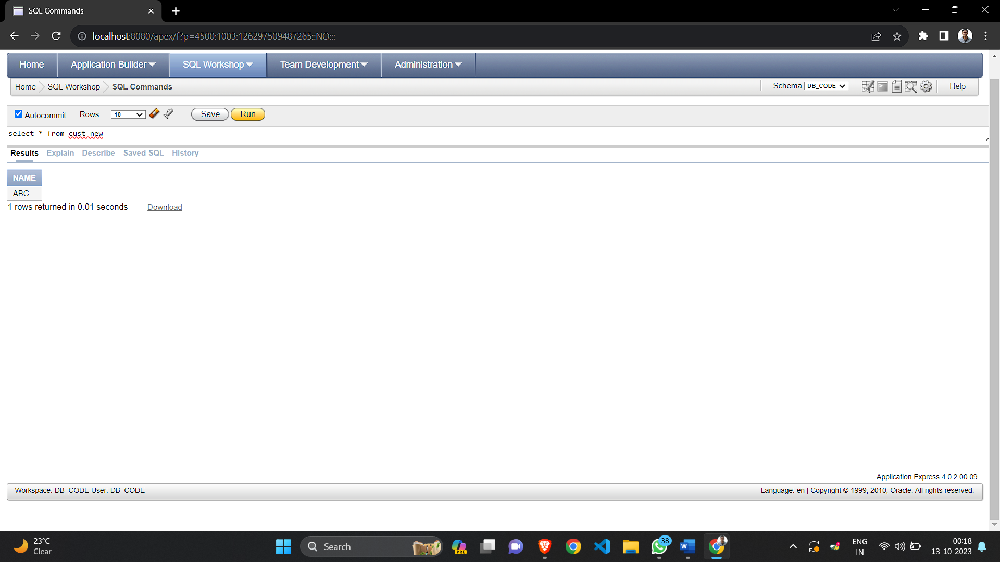 SQL Commands
localhost:8080/apex/f?p=4500:1003:126297509487265::NO:::
Home Application Builder SQL Workshop Team Development Administration
Home SQL Workshop SQL Commands Schema DB_CODE Help
Autocommit Rows 10 Save Run
select * from cust_new
Results Explain Describe Saved SQL History
NAME
ABC
1 rows returned in 0.01 seconds Download
Application Express 4.0.2.00.09
Workspace: DB_CODE User: DB_CODE Language: en | Copyright © 1999, 2010, Oracle. All rights reserved.
23°C
Clear
Search
PRE
38
W
ENG
IN
00:18
13-10-2023